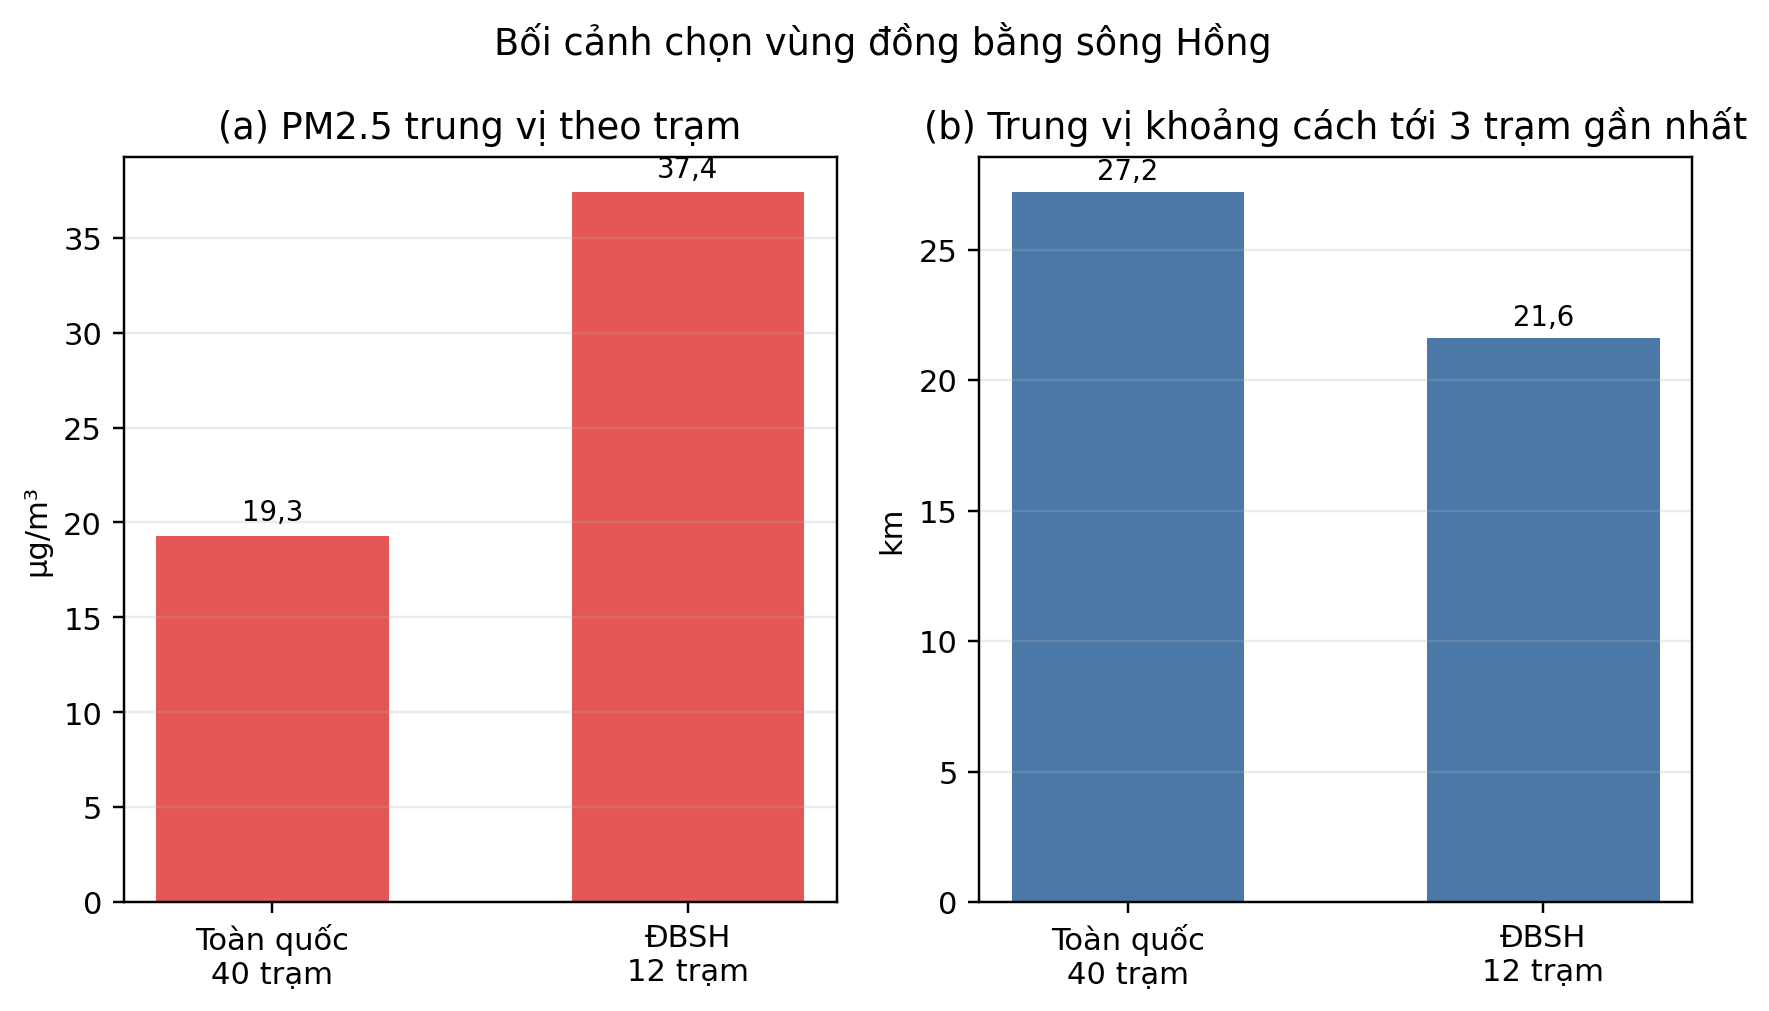 Bối cảnh chọn vùng đồng bằng sông Hồng
(a) PM2.5 trung vị theo trạm
37,4
35
30
25
19,3
20
15
10
5
0
µg/m³
Toàn quốc
40 trạm
ĐBSH
12 trạm
(b) Trung vị khoảng cách tới 3 trạm gần nhất
27,2
25
21,6
20
15
10
5
0
km
Toàn quốc
40 trạm
ĐBSH
12 trạm